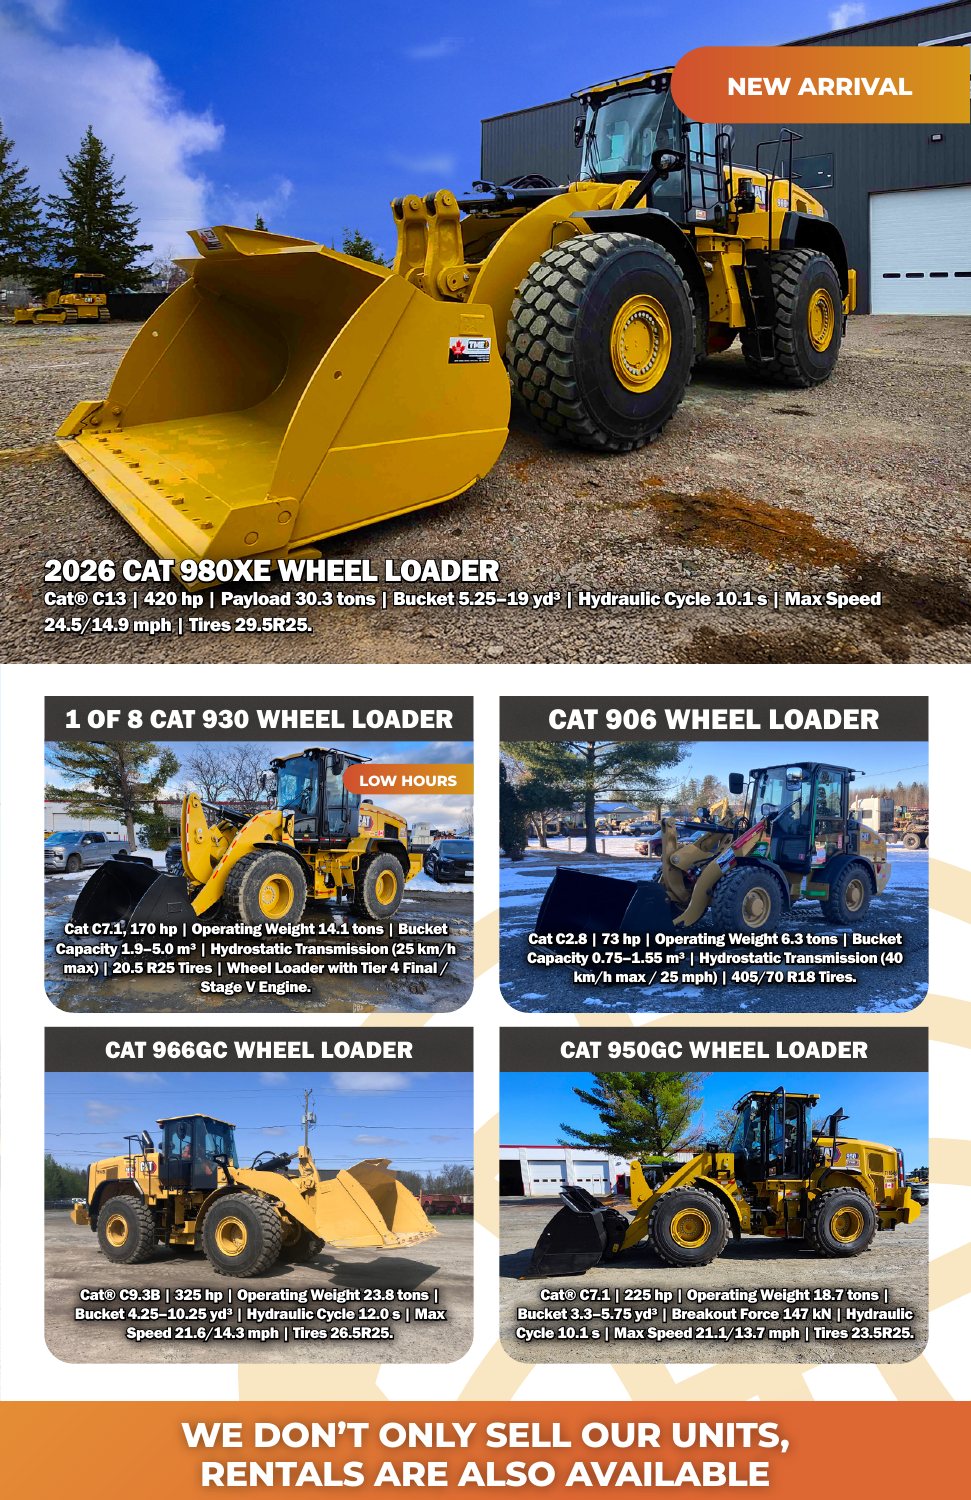 NEW ARRIVAL
CAT
TME
2026 CAT 980XE WHEEL LOADER
Cat® C13 | 420 hp | Payload 30.3 tons | Bucket 5.25–19 yd³ | Hydraulic Cycle 10.1 s | Max Speed
24.5/14.9 mph | Tires 29.5R25.
1 OF 8 CAT 930 WHEEL LOADER
LOW HOURS
CAT
Cat C7.1, 170 hp | Operating Weight 14.1 tons | Bucket
Capacity 1.9–5.0 m³ | Hydrostatic Transmission (25 km/h
max) | 20.5 R25 Tires | Wheel Loader with Tier 4 Final /
Stage V Engine.
CAT 906 WHEEL LOADER
Cat C2.8 | 73 hp | Operating Weight 6.3 tons | Bucket
Capacity 0.75–1.55 m³ | Hydrostatic Transmission (40
km/h max / 25 mph) | 405/70 R18 Tires.
CAT 966GC WHEEL LOADER
CAT
Cat® C9.3B | 325 hp | Operating Weight 23.8 tons |
Bucket 4.25–10.25 yd³ | Hydraulic Cycle 12.0 s | Max
Speed 21.6/14.3 mph | Tires 26.5R25.
CAT 950GC WHEEL LOADER
950
Cat® C7.1 | 225 hp | Operating Weight 18.7 tons |
Bucket 3.3–5.75 yd³ | Breakout Force 147 kN | Hydraulic
Cycle 10.1 s | Max Speed 21.1/13.7 mph | Tires 23.5R25.
WE DON'T ONLY SELL OUR UNITS,
RENTALS ARE ALSO AVAILABLE